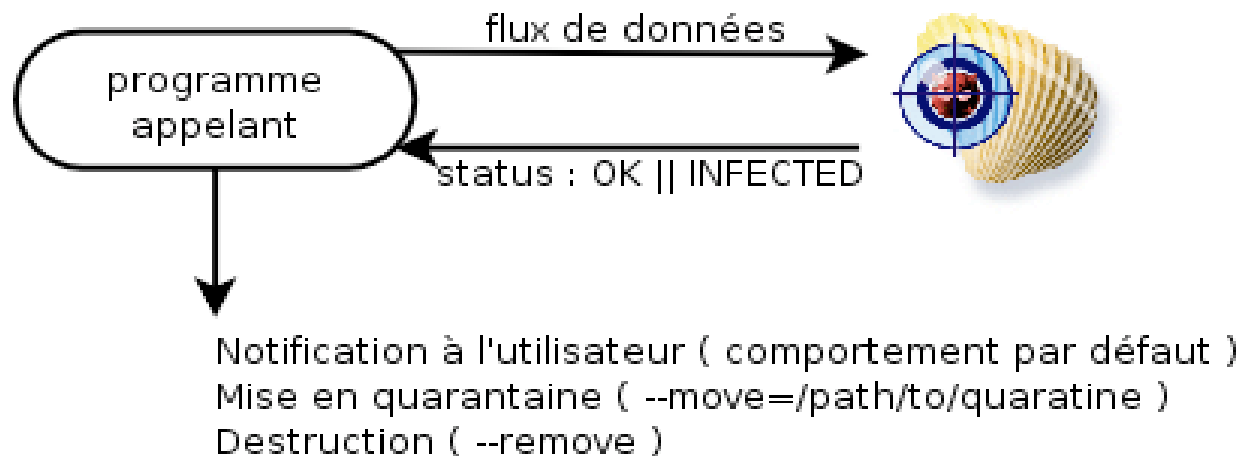 flux de données
programme
appelant
status : OK || INFECTED
Notification à l'utilisateur ( comportement par défaut )
Mise en quarantaine ( --move=/path/to/quaratine )
Destruction ( --remove )